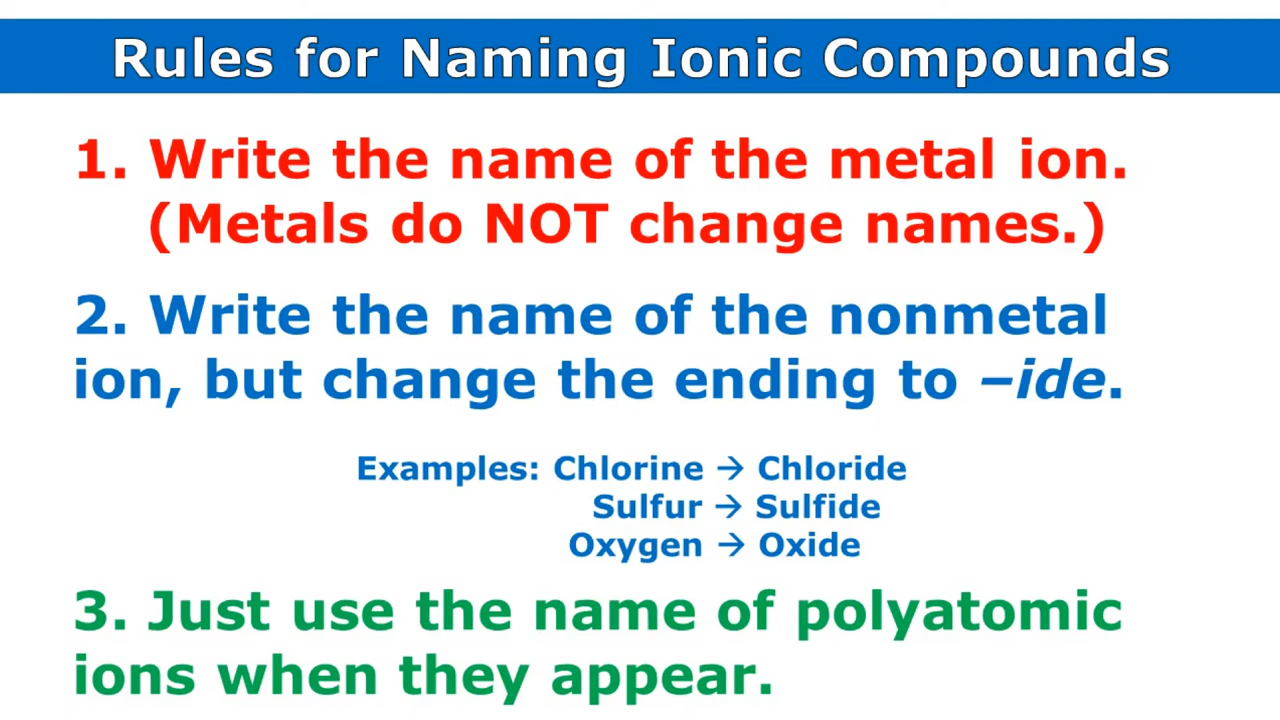 Rules for Naming Ionic Compounds
1. Write the name of the metal ion.
(Metals do NOT change names.)
2. Write the name of the nonmetal
ion, but change the ending to –ide.
Examples: Chlorine → Chloride
Sulfur → Sulfide
Oxygen → Oxide
3. Just use the name of polyatomic
ions when they appear.